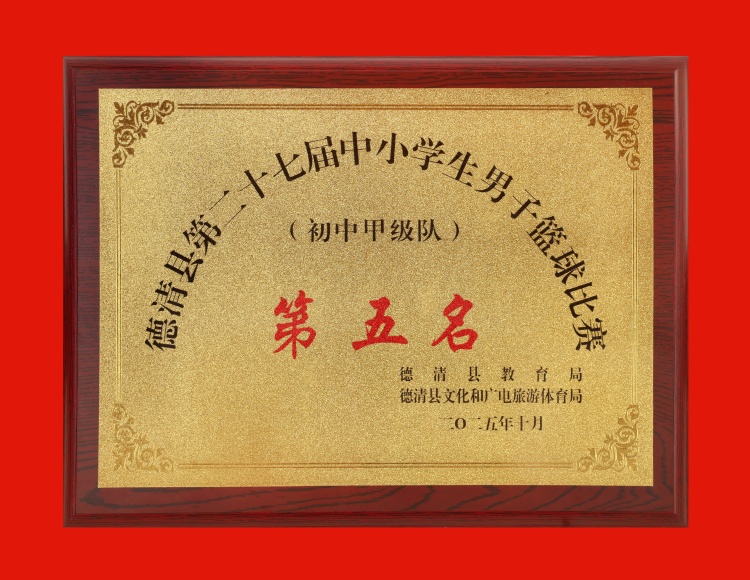 德清县第二十七届中小学生男子篮球比赛
（初中甲级队）
第五名
德清县教育局
德清县文化和广电旅游体育局
二〇二五年十月